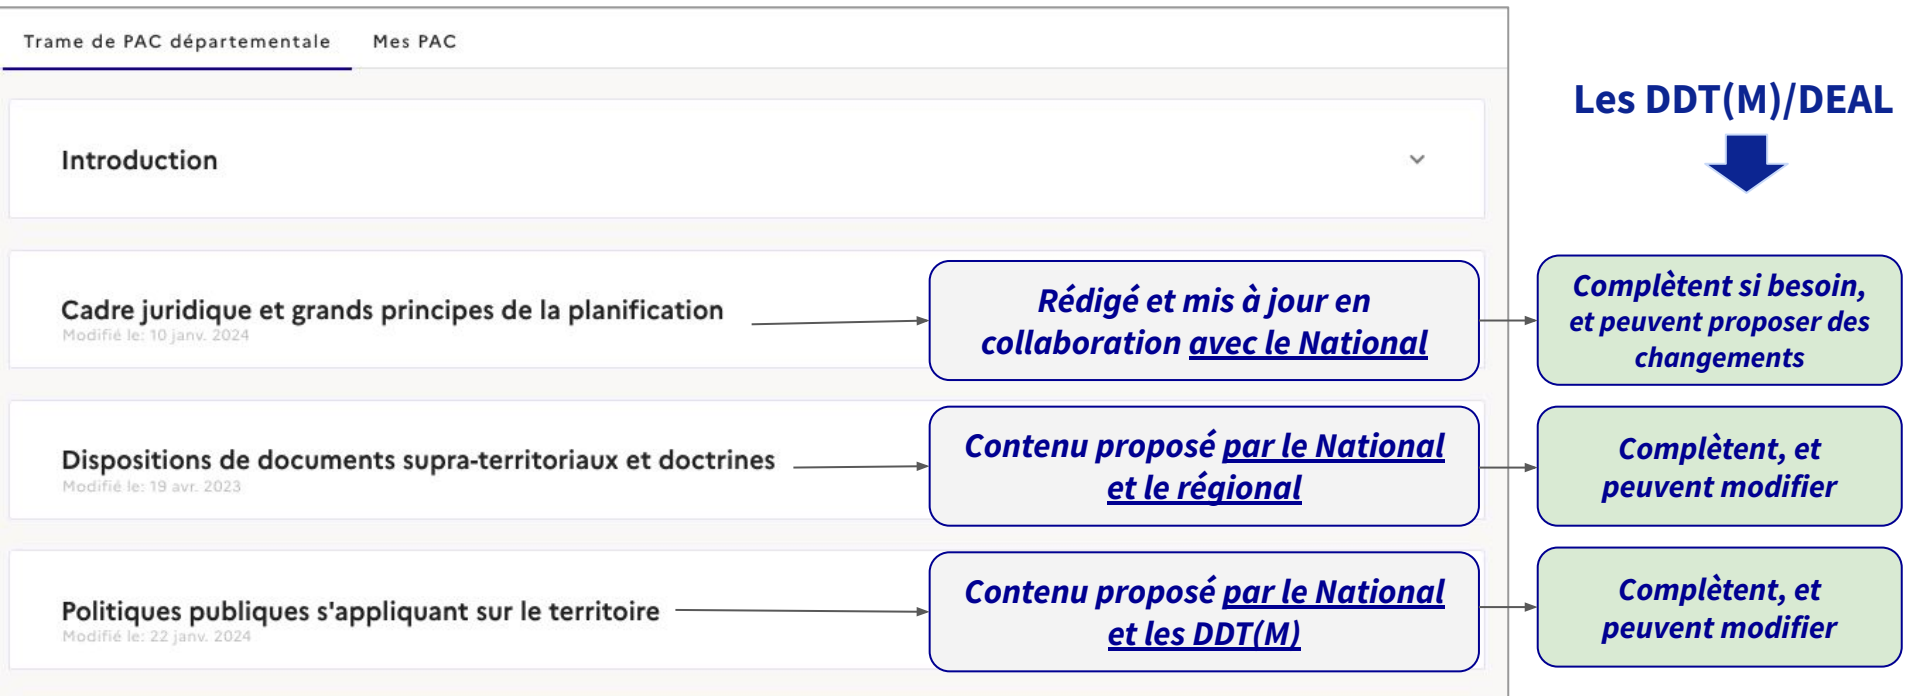 Trame de PAC départementale
Mes PAC
Les DDT(M)/DEAL
Introduction
Cadre juridique et grands principes de la planification
Modifié le: 10 janv. 2024
Rédigé et mis à jour en
collaboration avec le National
Complètent si besoin,
et peuvent proposer des
changements
Dispositions de documents supra-territoriaux et doctrines
Modifié le: 19 avr. 2023
Contenu proposé par le National
et le régional
Complètent, et
peuvent modifier
Politiques publiques s'appliquant sur le territoire
Modifié le: 22 janv. 2024
Contenu proposé par le National
et les DDT(M)
Complètent, et
peuvent modifier